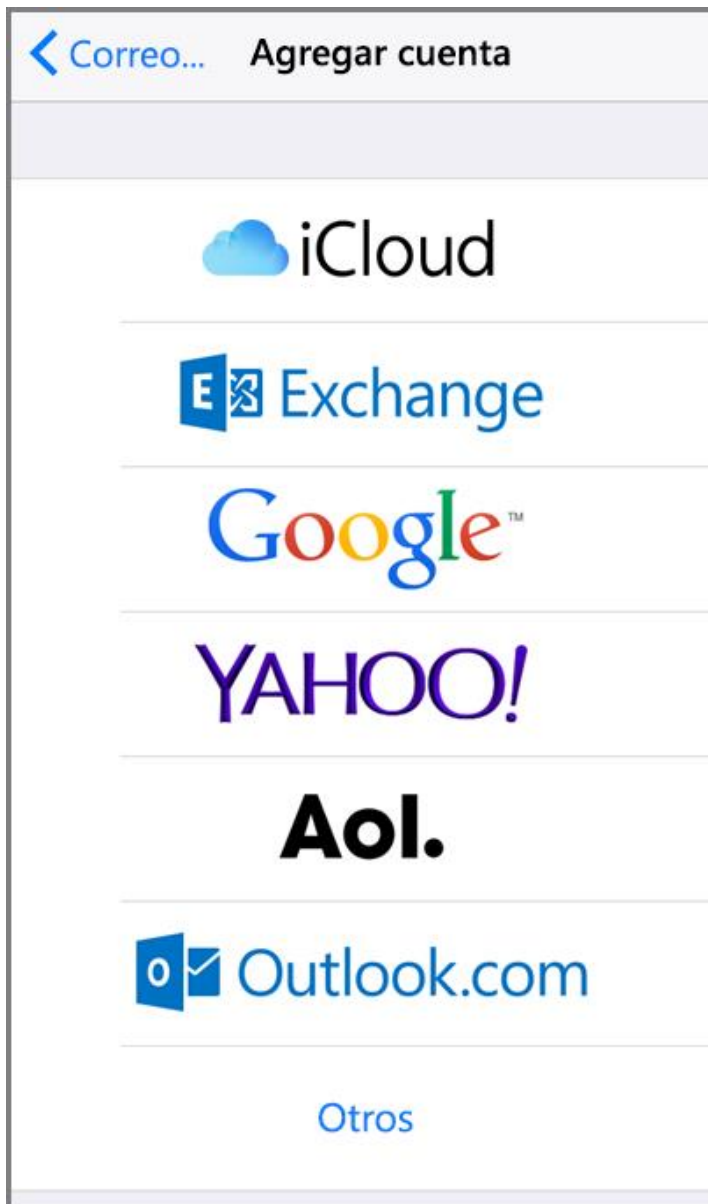 Correo... Agregar cuenta
iCloud
E Exchange
Google™
YAHOO!
Aol.
o Outlook.com
Otros